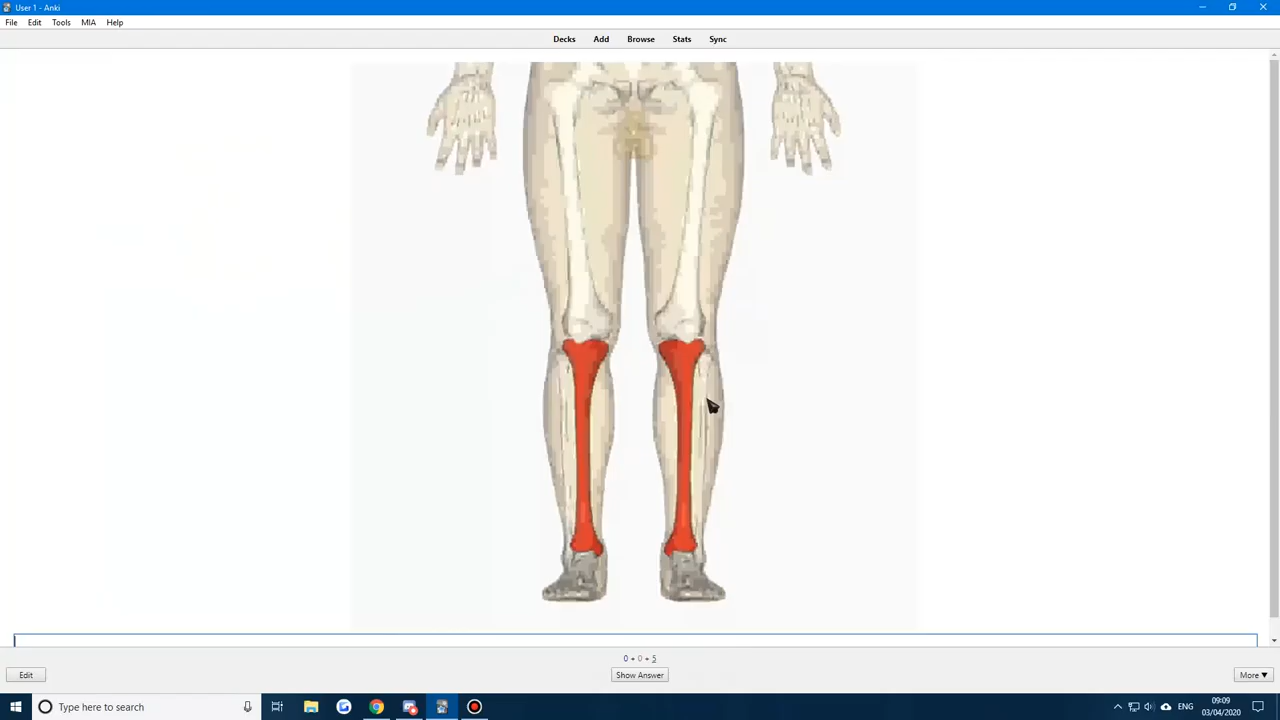 User 1 - Anki
File Edit Tools MIA Help
Decks Add Browse Stats Sync
0 + 0 + 5
Edit Show Answer More ▼
Type here to search
ENG
09:09
03/04/2020